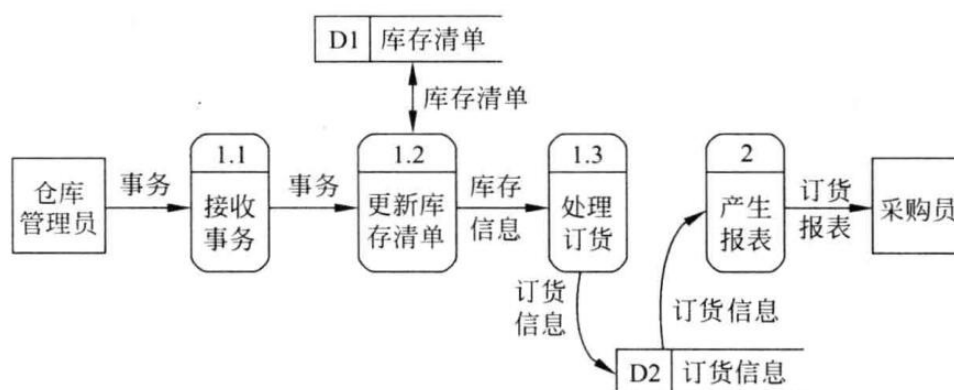 D1 库存清单
库存清单
仓库
管理员
事务
1.1
接收
事务
事务
1.2
更新库
存清单
库存
信息
1.3
处理
订货
订货
信息
D2 订货信息
订货信息
2
产生
报表
订货
报表
采购员